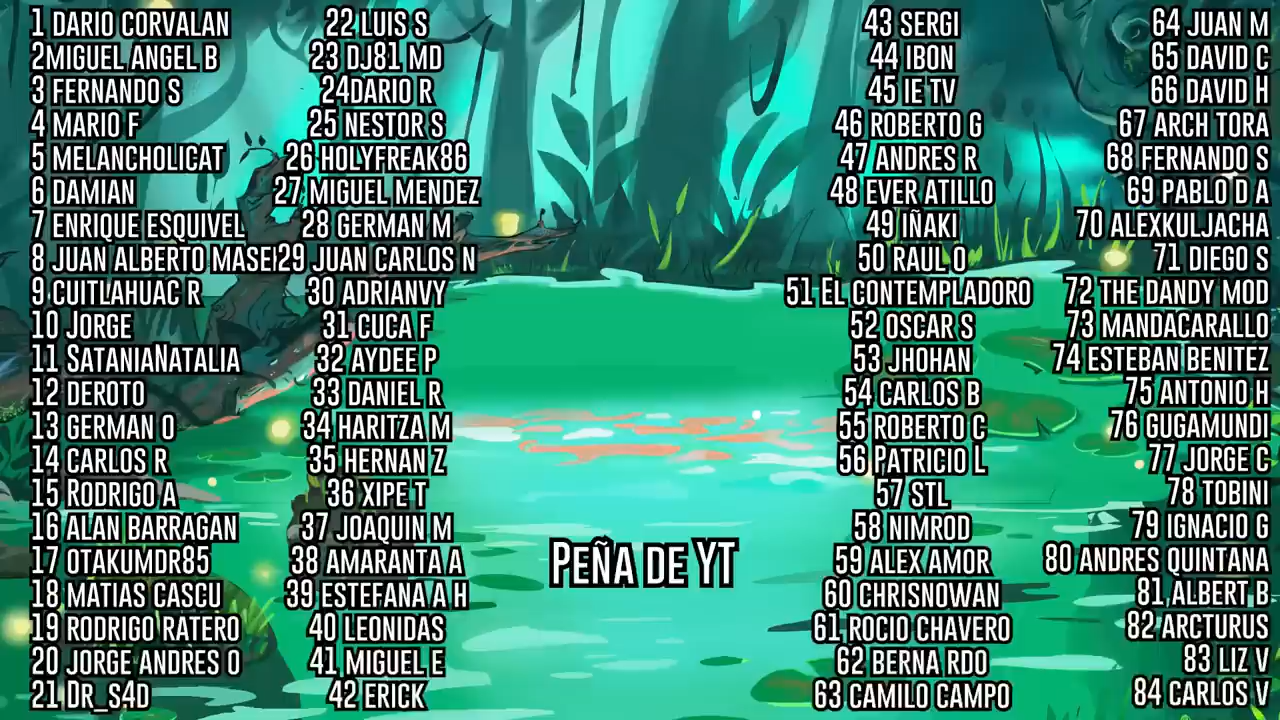 1 DARIO CORVALAN
2MIGUEL ANGEL B
3 FERNANDO S
4 MARIO F
5 MELANCHOLICAT
6 DAMIAN
7 ENRIQUE ESQUIVEL
8 JUAN ALBERTO
9 CUITLAHUAC R
10 JORGE
11 SATANIANATALIA
12 DEROTO
13 GERMAN O
14 CARLOS R
15 RODRIGO A
16 ALAN BARRAGAN
17 OTAKUMDR85
18 MATIAS CASCU
19 RODRIGO RATERO
20 JORGE ANDRES O
21 DR_S4D
22 LUIS S
23 DJ81 MD
24DARIO R
25 NESTOR S
26 HOLYFREAK86
27 MIGUEL MENDEZ
28 GERMAN M
29 JUAN CARLOS N
30 ADRIANVY
31 CUCA F
32 AYDEE P
33 DANIEL R
34 HARITZA M
35 HERNAN Z
36 XIPE T
37 JOAQUIN M
38 AMARANTA A
39 ESTEFANA A H
40 LEONIDAS
41 MIGUEL E
42 ERICK
PEÑA DE YT
43 SERGI
44 IBON
45 IE TV
46 ROBERTO G
47 ANDRES R
48 EVER ATILLO
49 IÑAKI
50 RAUL O
51 EL CONTEMPLADORO
52 OSCAR S
53 JHOHAN
54 CARLOS B
55 ROBERTO C
56 PATRICIO L
57 STL
58 NIMROD
59 ALEX AMOR
60 CHRISNOWAN
61 ROCIO CHAVERO
62 BERNA RDO
63 CAMILO CAMPO
64 JUAN M
65 DAVID C
66 DAVID H
67 ARCH TORA
68 FERNANDO S
69 PABLO D A
70 ALEXKULJACHA
71 DIEGO S
72 THE DANDY MOD
73 MANDACARALLO
74 ESTEBAN BENITEZ
75 ANTONIO H
76 GUGAMUNDI
77 JORGE C
78 TOBINI
79 IGNACIO G
80 ANDRES QUINTANA
81 ALBERT B
82 ARCTURUS
83 LIZ V
84 CARLOS V